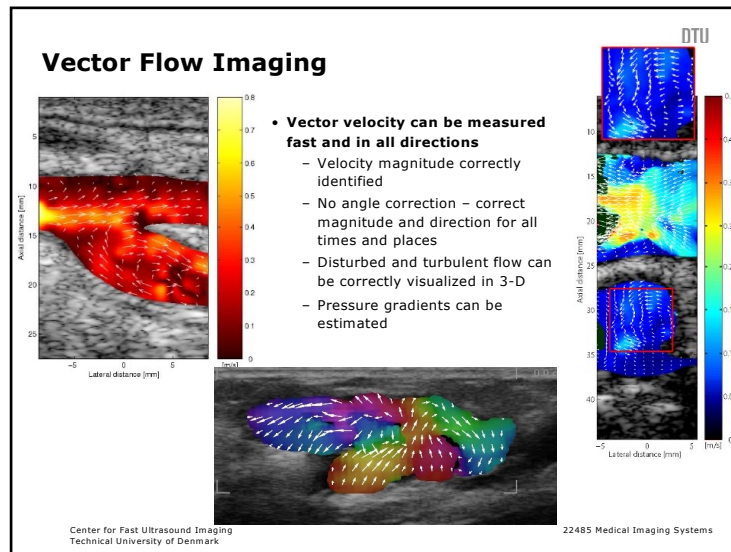 DTU
Vector Flow Imaging
• Vector velocity can be measured
fast and in all directions
– Velocity magnitude correctly
identified
– No angle correction – correct
magnitude and direction for all
times and places
– Disturbed and turbulent flow can
be correctly visualized in 3-D
– Pressure gradients can be
estimated
Axial distance [mm]
5
10
15
20
25
−5
0
5
Lateral distance [mm]
0.8
0.7
0.6
0.5
0.4
0.3
0.2
0.1
0
[m/s]
Axial distance [mm]
10
15
20
25
30
35
40
−5
0
5
Lateral distance [mm]
[m/s]
Center for Fast Ultrasound Imaging
Technical University of Denmark
22485 Medical Imaging Systems